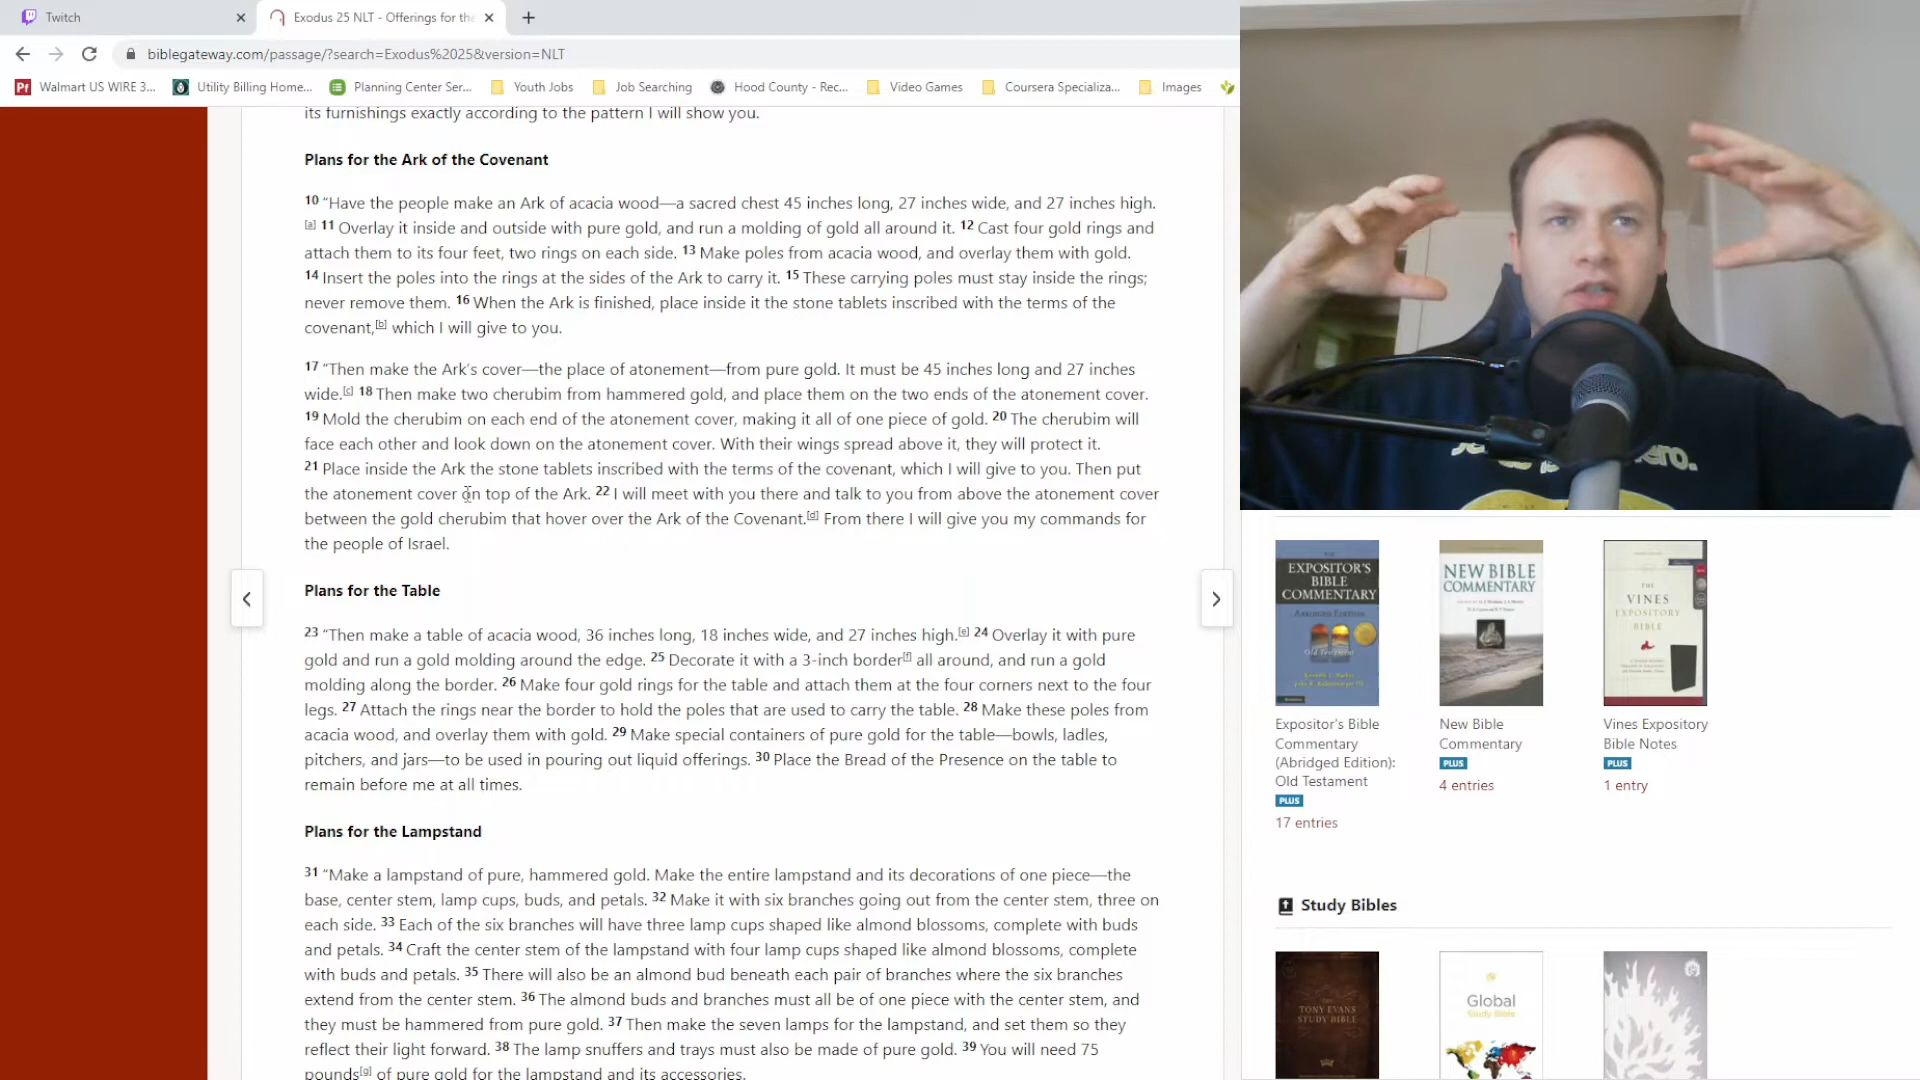 Twitch
Exodus 25 NLT - Offerings for the
biblegateway.com/passage/?search=Exodus%2025&version=NLT
Walmart US WIRE 3...
Utility Billing Home...
Planning Center Ser...
Youth Jobs
Job Searching
Hood County - Rec...
Video Games
Coursera Specializa...
Images
its furnishings exactly according to the pattern I will show you.
Plans for the Ark of the Covenant
10 “Have the people make an Ark of acacia wood—a sacred chest 45 inches long, 27 inches wide, and 27 inches high.
[a] 11 Overlay it inside and outside with pure gold, and run a molding of gold all around it. 12 Cast four gold rings and
attach them to its four feet, two rings on each side. 13 Make poles from acacia wood, and overlay them with gold.
14 Insert the poles into the rings at the sides of the Ark to carry it. 15 These carrying poles must stay inside the rings;
never remove them. 16 When the Ark is finished, place inside it the stone tablets inscribed with the terms of the
covenant,[b] which I will give to you.
17 “Then make the Ark’s cover—the place of atonement—from pure gold. It must be 45 inches long and 27 inches
wide.[c] 18 Then make two cherubim from hammered gold, and place them on the two ends of the atonement cover.
19 Mold the cherubim on each end of the atonement cover, making it all of one piece of gold. 20 The cherubim will
face each other and look down on the atonement cover. With their wings spread above it, they will protect it.
21 Place inside the Ark the stone tablets inscribed with the terms of the covenant, which I will give to you. Then put
the atonement cover on top of the Ark. 22 I will meet with you there and talk to you from above the atonement cover
between the gold cherubim that hover over the Ark of the Covenant.[d] From there I will give you my commands for
the people of Israel.
Plans for the Table
23 “Then make a table of acacia wood, 36 inches long, 18 inches wide, and 27 inches high.[e] 24 Overlay it with pure
gold and run a gold molding around the edge. 25 Decorate it with a 3-inch border[f] all around, and run a gold
molding along the border. 26 Make four gold rings for the table and attach them at the four corners next to the four
legs. 27 Attach the rings near the border to hold the poles that are used to carry the table. 28 Make these poles from
acacia wood, and overlay them with gold. 29 Make special containers of pure gold for the table—bowls, ladles,
pitchers, and jars—to be used in pouring out liquid offerings. 30 Place the Bread of the Presence on the table to
remain before me at all times.
Plans for the Lampstand
31 “Make a lampstand of pure, hammered gold. Make the entire lampstand and its decorations of one piece—the
base, center stem, lamp cups, buds, and petals. 32 Make it with six branches going out from the center stem, three on
each side. 33 Each of the six branches will have three lamp cups shaped like almond blossoms, complete with buds
and petals. 34 Craft the center stem of the lampstand with four lamp cups shaped like almond blossoms, complete
with buds and petals. 35 There will also be an almond bud beneath each pair of branches where the six branches
extend from the center stem. 36 The almond buds and branches must all be of one piece with the center stem, and
they must be hammered from pure gold. 37 Then make the seven lamps for the lampstand, and set them so they
reflect their light forward. 38 The lamp snuffers and trays must also be made of pure gold. 39 You will need 75
pounds[g] of pure gold for the lampstand and its accessories.
EXPOSITOR'S
BIBLE
COMMENTARY
ABRIDGED EDITION
Old Testament
NEW BIBLE
COMMENTARY
THE
VINES
EXPOSITORY
BIBLE
Expositor's Bible
Commentary
(Abridged Edition):
Old Testament
PLUS
17 entries
New Bible
Commentary
PLUS
4 entries
Vines Expository
Bible Notes
PLUS
1 entry
Study Bibles
THE
TONY EVANS
STUDY BIBLE
Global
Study Bible